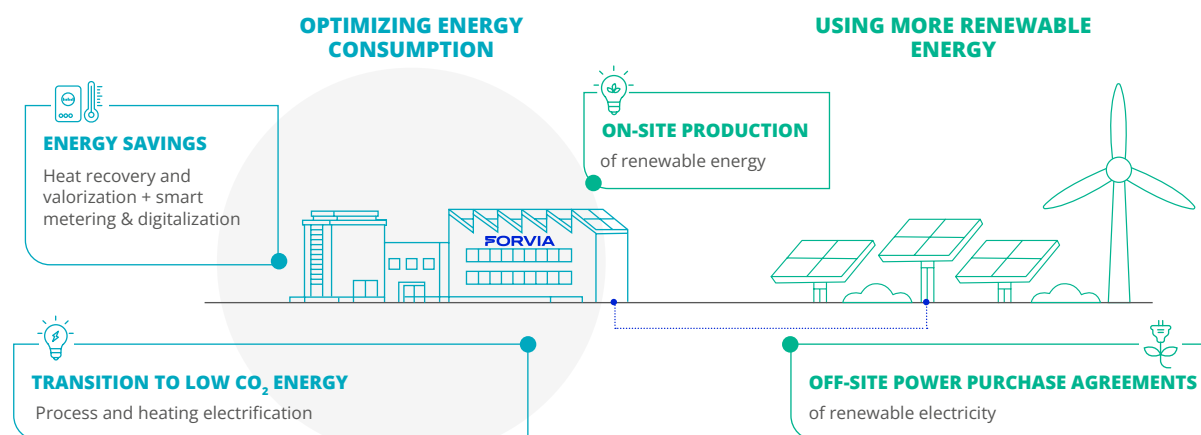 OPTIMIZING ENERGY
CONSUMPTION
USING MORE RENEWABLE
ENERGY
ENERGY SAVINGS
Heat recovery and
valorization + smart
metering & digitalization
ON-SITE PRODUCTION
of renewable energy
FORVIA
TRANSITION TO LOW CO₂ ENERGY
Process and heating electrification
OFF-SITE POWER PURCHASE AGREEMENTS
of renewable electricity